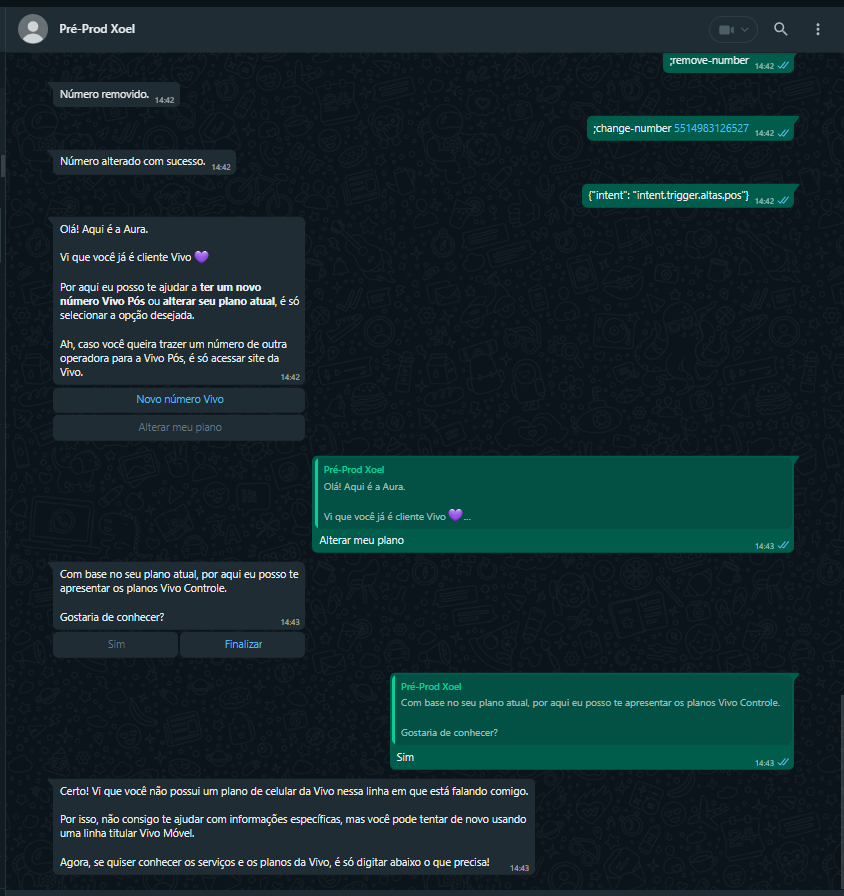 Pré-Prod Xoel
;remove-number
14:42
Número removido.
14:42
;change-number 5514983126527
14:42
Número alterado com sucesso.
14:42
{"intent": "intent.trigger.altas.pos"}
14:42
Olá! Aqui é a Aura.
Vi que você já é cliente Vivo 💜
Por aqui eu posso te ajudar a ter um novo
número Vivo Pós ou alterar seu plano atual, é só
selecionar a opção desejada.
Ah, caso você queira trazer um número de outra
operadora para a Vivo Pós, é só acessar site da
Vivo.
14:42
Novo número Vivo
Alterar meu plano
Pré-Prod Xoel
Olá! Aqui é a Aura.
Vi que você já é cliente Vivo 💜 ...
Alterar meu plano
14:43
Com base no seu plano atual, por aqui eu posso te
apresentar os planos Vivo Controle.
Gostaria de conhecer?
14:43
Sim Finalizar
Pré-Prod Xoel
Com base no seu plano atual, por aqui eu posso te apresentar os planos Vivo Controle.
Gostaria de conhecer?
Sim
14:43
Certo! Vi que você não possui um plano de celular da Vivo nessa linha em que está falando comigo.
Por isso, não consigo te ajudar com informações específicas, mas você pode tentar de novo usando
uma linha titular Vivo Móvel.
Agora, se quiser conhecer os serviços e os planos da Vivo, é só digitar abaixo o que precisa!
14:43